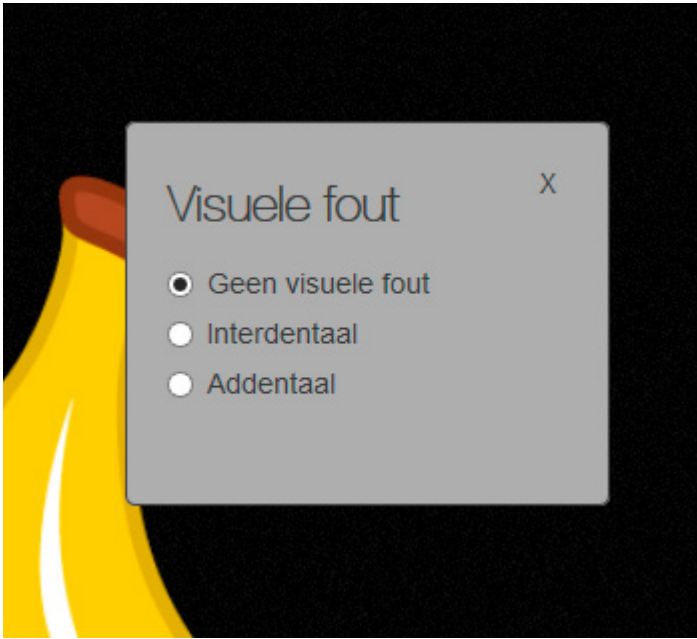 Visuele fout
X
Geen visuele fout
Interdentaal
Addentaal